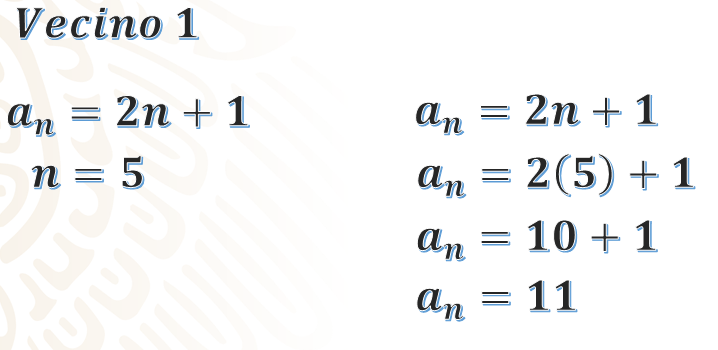 Vecino 1
aₙ = 2n + 1
n = 5
aₙ = 2n + 1
aₙ = 2(5) + 1
aₙ = 10 + 1
aₙ = 11